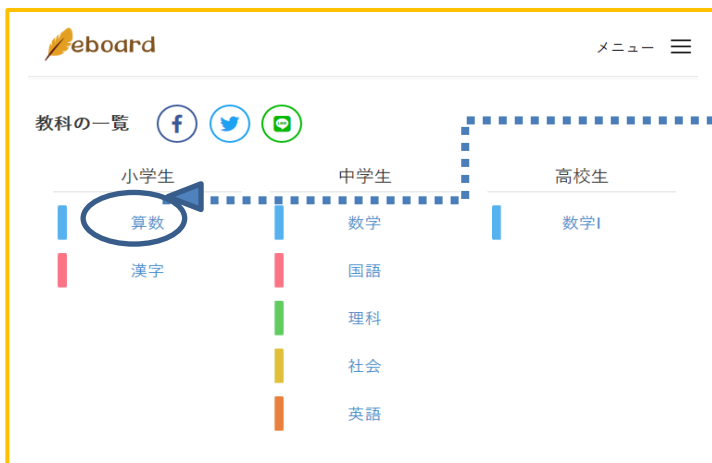 eboard
メニュー
教科の一覧
小学生 中学生 高校生
算数 数学 数学I
漢字 国語
理科
社会
英語